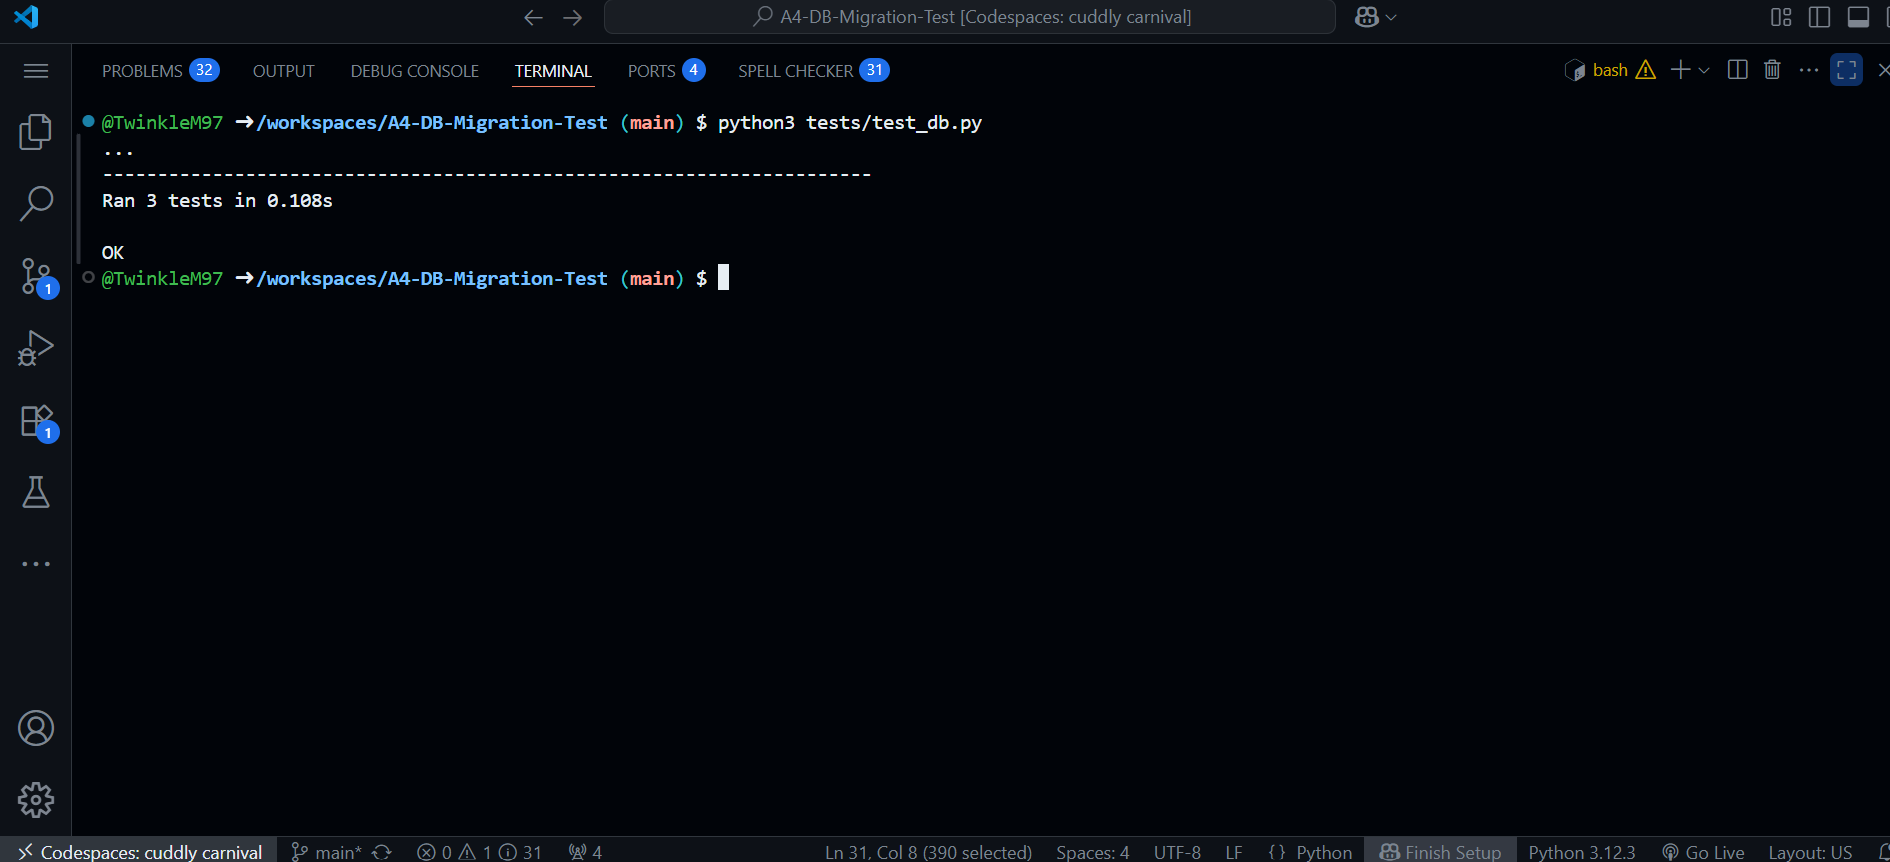 A4-DB-Migration-Test [Codespaces: cuddly carnival]
PROBLEMS 32 OUTPUT DEBUG CONSOLE TERMINAL PORTS 4 SPELL CHECKER 31 bash
@TwinkleM97 ➜/workspaces/A4-DB-Migration-Test (main) $ python3 tests/test_db.py
...
----------------------------------------------------------------------
Ran 3 tests in 0.108s
OK
@TwinkleM97 ➜/workspaces/A4-DB-Migration-Test (main) $
1
1
Codespaces: cuddly carnival main* 0 1 31 4 Ln 31, Col 8 (390 selected) Spaces: 4 UTF-8 LF {} Python Finish Setup Python 3.12.3 Go Live Layout: US